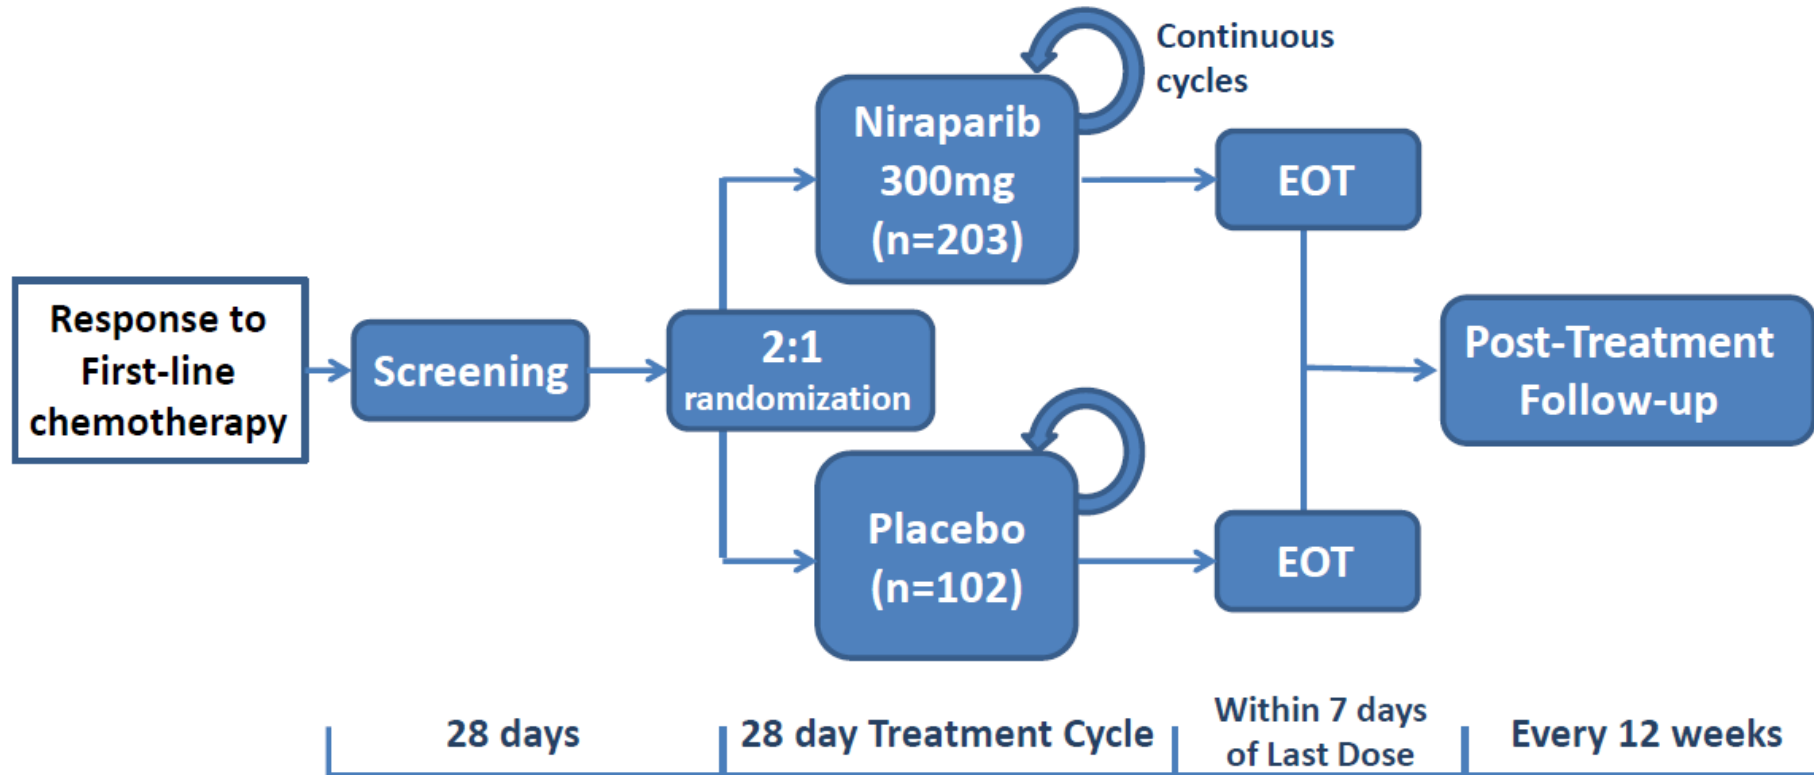 Response to
First-line
chemotherapy
Screening
2:1
randomization
Niraparib
300mg
(n=203)
Continuous
cycles
Placebo
(n=102)
EOT
EOT
Post-Treatment
Follow-up
28 days
28 day Treatment Cycle
Within 7 days
of Last Dose
Every 12 weeks